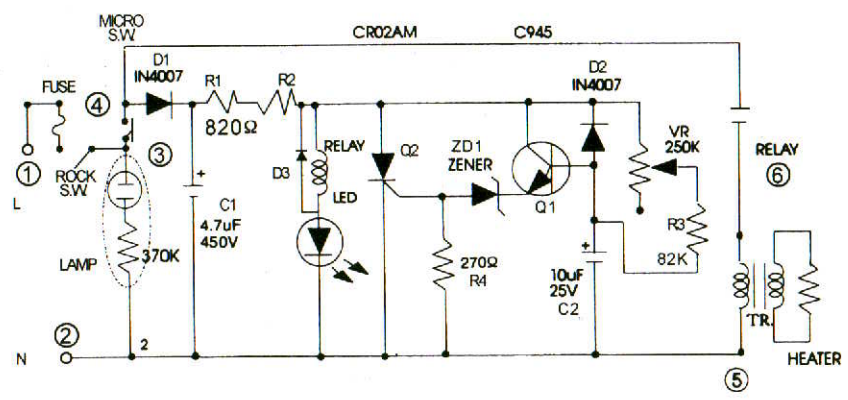 MICRO
S.W.
CR02AM
C945
D1
IN4007
D2
IN4007
FUSE
4
R1
R2
820Ω
VR
250K
1
L
ROCK
S.W.
3
RELAY
D3
Q2
ZD1
ZENER
Q1
RELAY
6
+
C1
4.7uF
450V
LED
R3
82K
LAMP
370K
270Ω
R4
+
10uF
25V
C2
TR.
N
2
2
5
HEATER